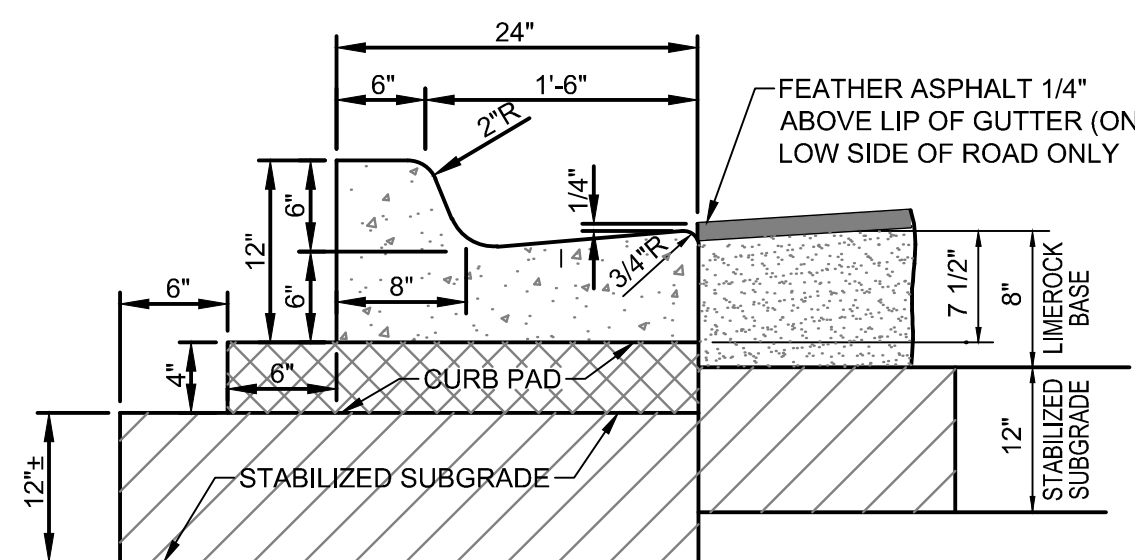 24"
6"
1'-6"
2"R
FEATHER ASPHALT 1/4"
ABOVE LIP OF GUTTER (ON
LOW SIDE OF ROAD ONLY
12"
6"
6"
8"
1/4"
3/4"R
7 1/2"
8"
LIMEROCK
BASE
6"
4"
6"
CURB PAD
12"±
STABILIZED SUBGRADE
12"
STABILIZED
SUBGRADE